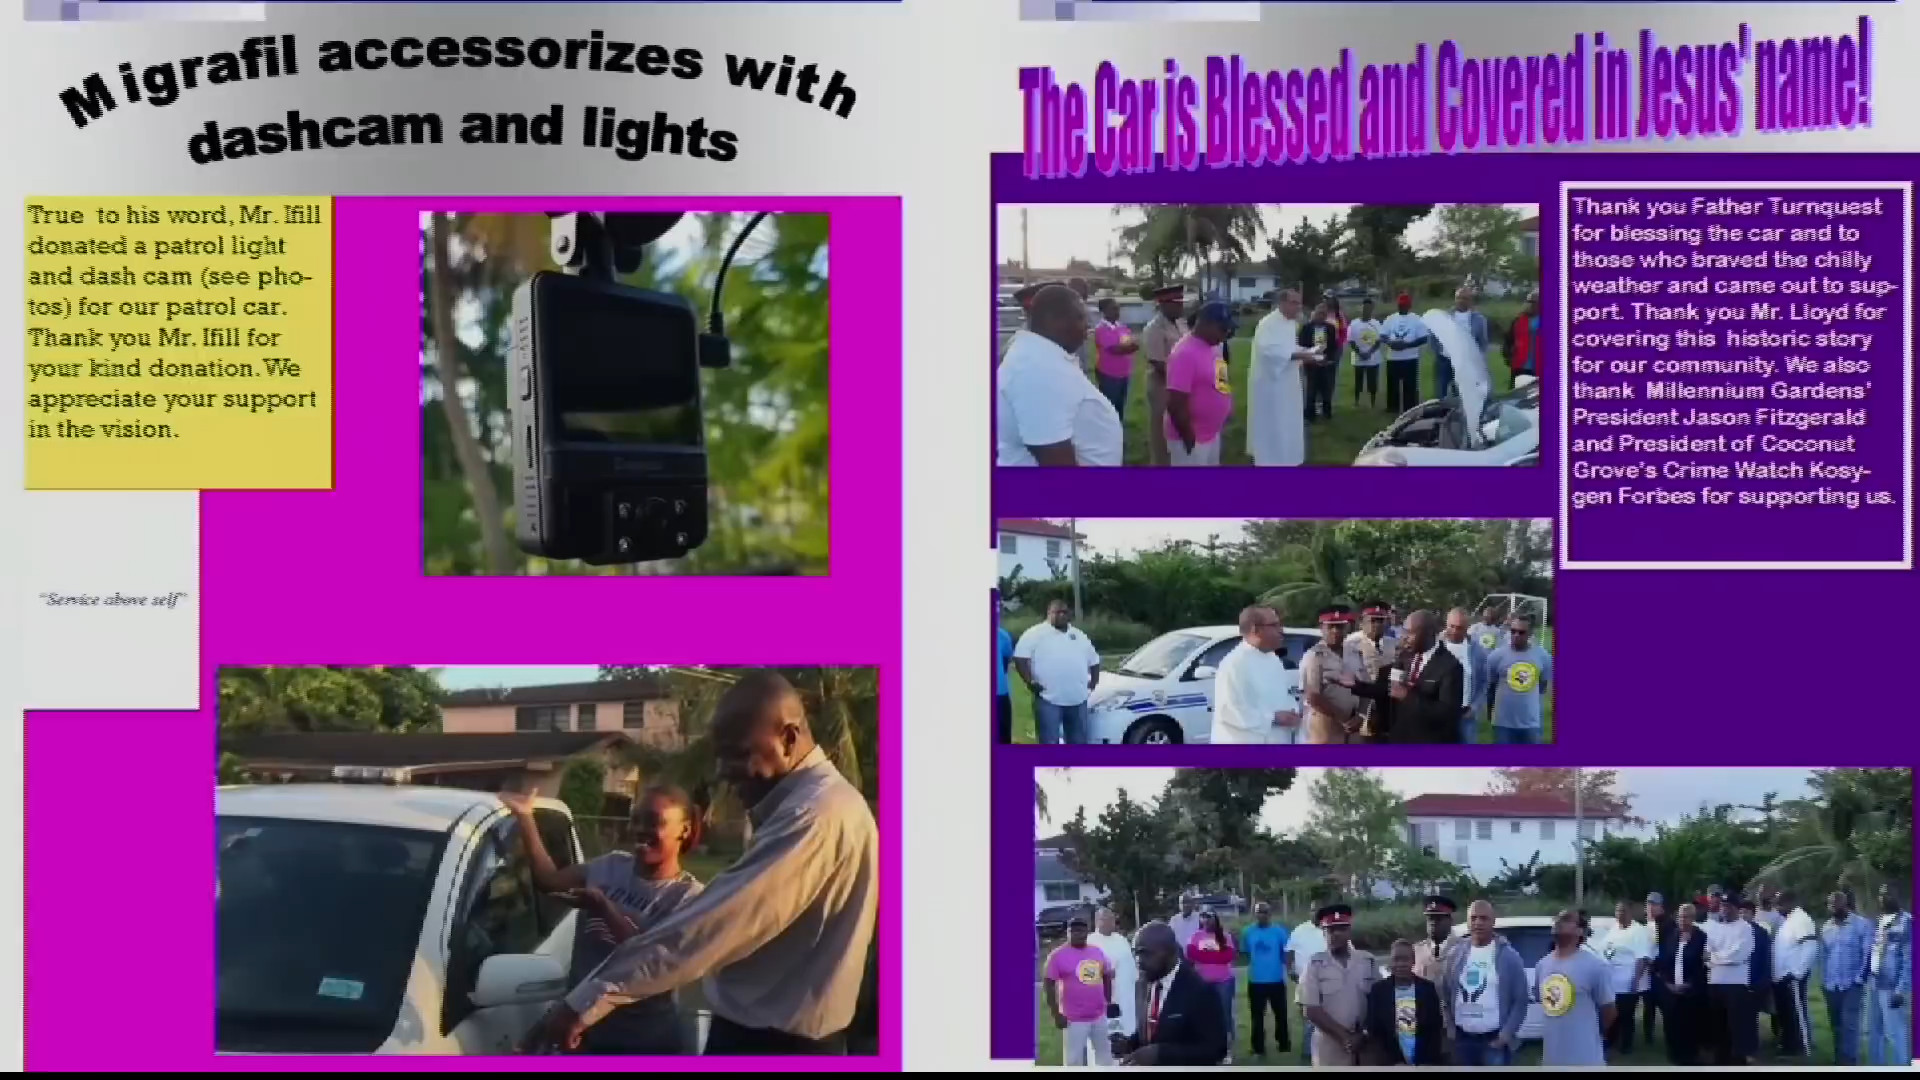 Migrafil accessorizes with
dashcam and lights
True to his word, Mr. Ifill
donated a patrol light
and dash cam (see pho-
tos) for our patrol car.
Thank you Mr. Ifill for
your kind donation. We
appreciate your support
in the vision.
"Service above self"
The Car is Blessed and Covered in Jesus' name!
Thank you Father Turnquest
for blessing the car and to
those who braved the chilly
weather and came out to sup-
port. Thank you Mr. Lloyd for
covering this historic story
for our community. We also
thank Millennium Gardens'
President Jason Fitzgerald
and President of Coconut
Grove's Crime Watch Kosy-
gen Forbes for supporting us.